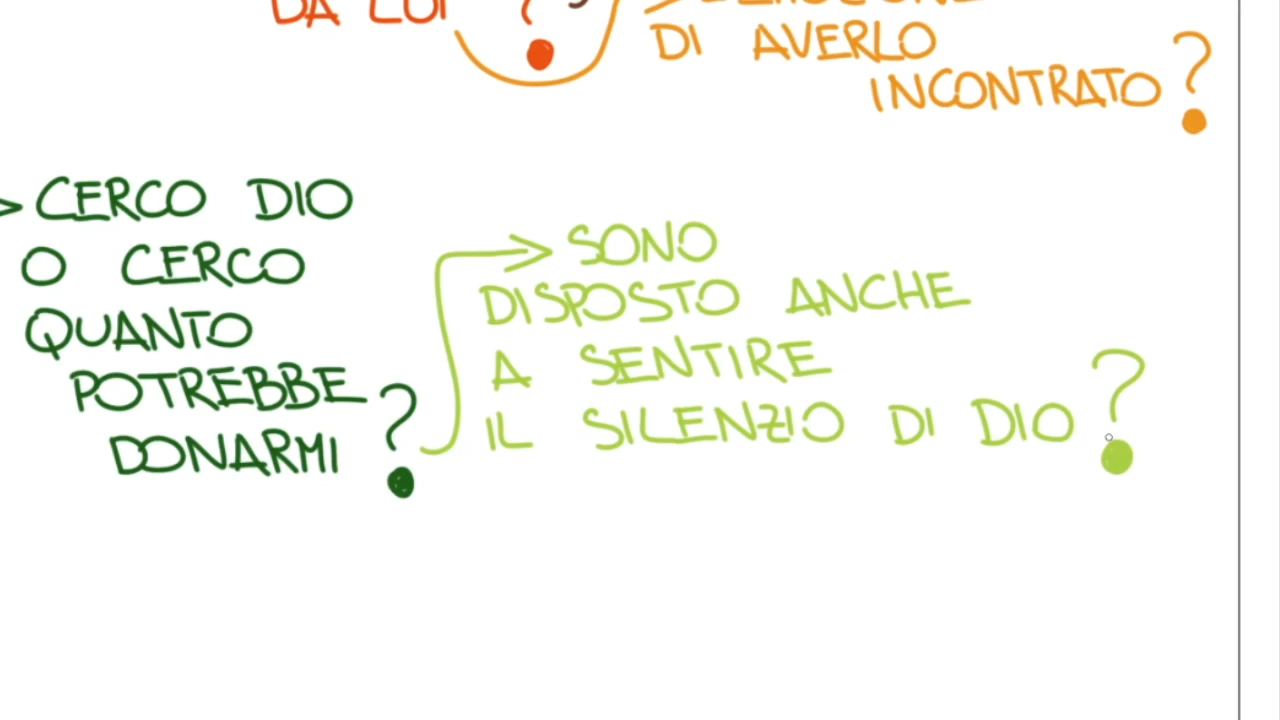 DA LUI ?
DI AVERLO
INCONTRATO ?
> CERCO DIO
O CERCO
QUANTO
POTREBBE
DONARMI ?
SONO
DISPOSTO ANCHE
A SENTIRE
IL SILENZIO DI DIO ?